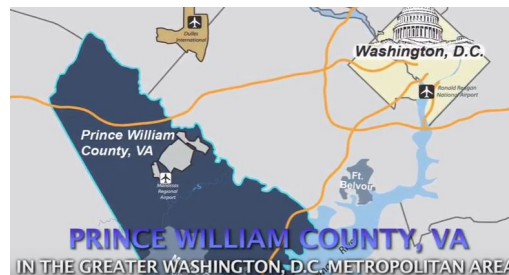 Dulles
International
Washington, D.C.
Ronald Reagan
National Airport
Prince William
County, VA
Manassas
Regional
Airport
Ft.
Belvoir
PRINCE WILLIAM COUNTY, VA
IN THE GREATER WASHINGTON, D.C. METROPOLITAN AREA